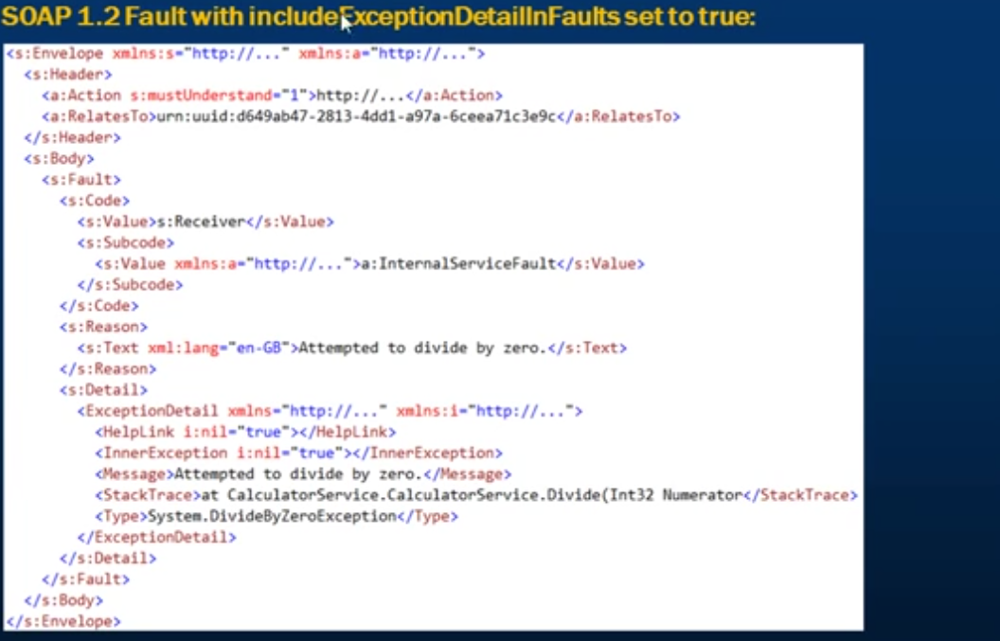 SOAP 1.2 Fault with includeExceptionDetailInFaults set to true:
<s:Envelope xmlns:s="http://..." xmlns:a="http://...">
  <s:Header>
    <a:Action s:mustUnderstand="1">http://...</a:Action>
    <a:RelatesTo>urn:uuid:d649ab47-2813-4dd1-a97a-6ceea71c3e9c</a:RelatesTo>
  </s:Header>
  <s:Body>
    <s:Fault>
      <s:Code>
        <s:Value>s:Receiver</s:Value>
        <s:Subcode>
          <s:Value xmlns:a="http://...">a:InternalServiceFault</s:Value>
        </s:Subcode>
      </s:Code>
      <s:Reason>
        <s:Text xml:lang="en-GB">Attempted to divide by zero.</s:Text>
      </s:Reason>
      <s:Detail>
        <ExceptionDetail xmlns="http://..." xmlns:i="http://...">
          <HelpLink i:nil="true"></HelpLink>
          <InnerException i:nil="true"></InnerException>
          <Message>Attempted to divide by zero.</Message>
          <StackTrace>at CalculatorService.CalculatorService.Divide(Int32 Numerator</StackTrace>
          <Type>System.DivideByZeroException</Type>
        </ExceptionDetail>
      </s:Detail>
    </s:Fault>
  </s:Body>
</s:Envelope>